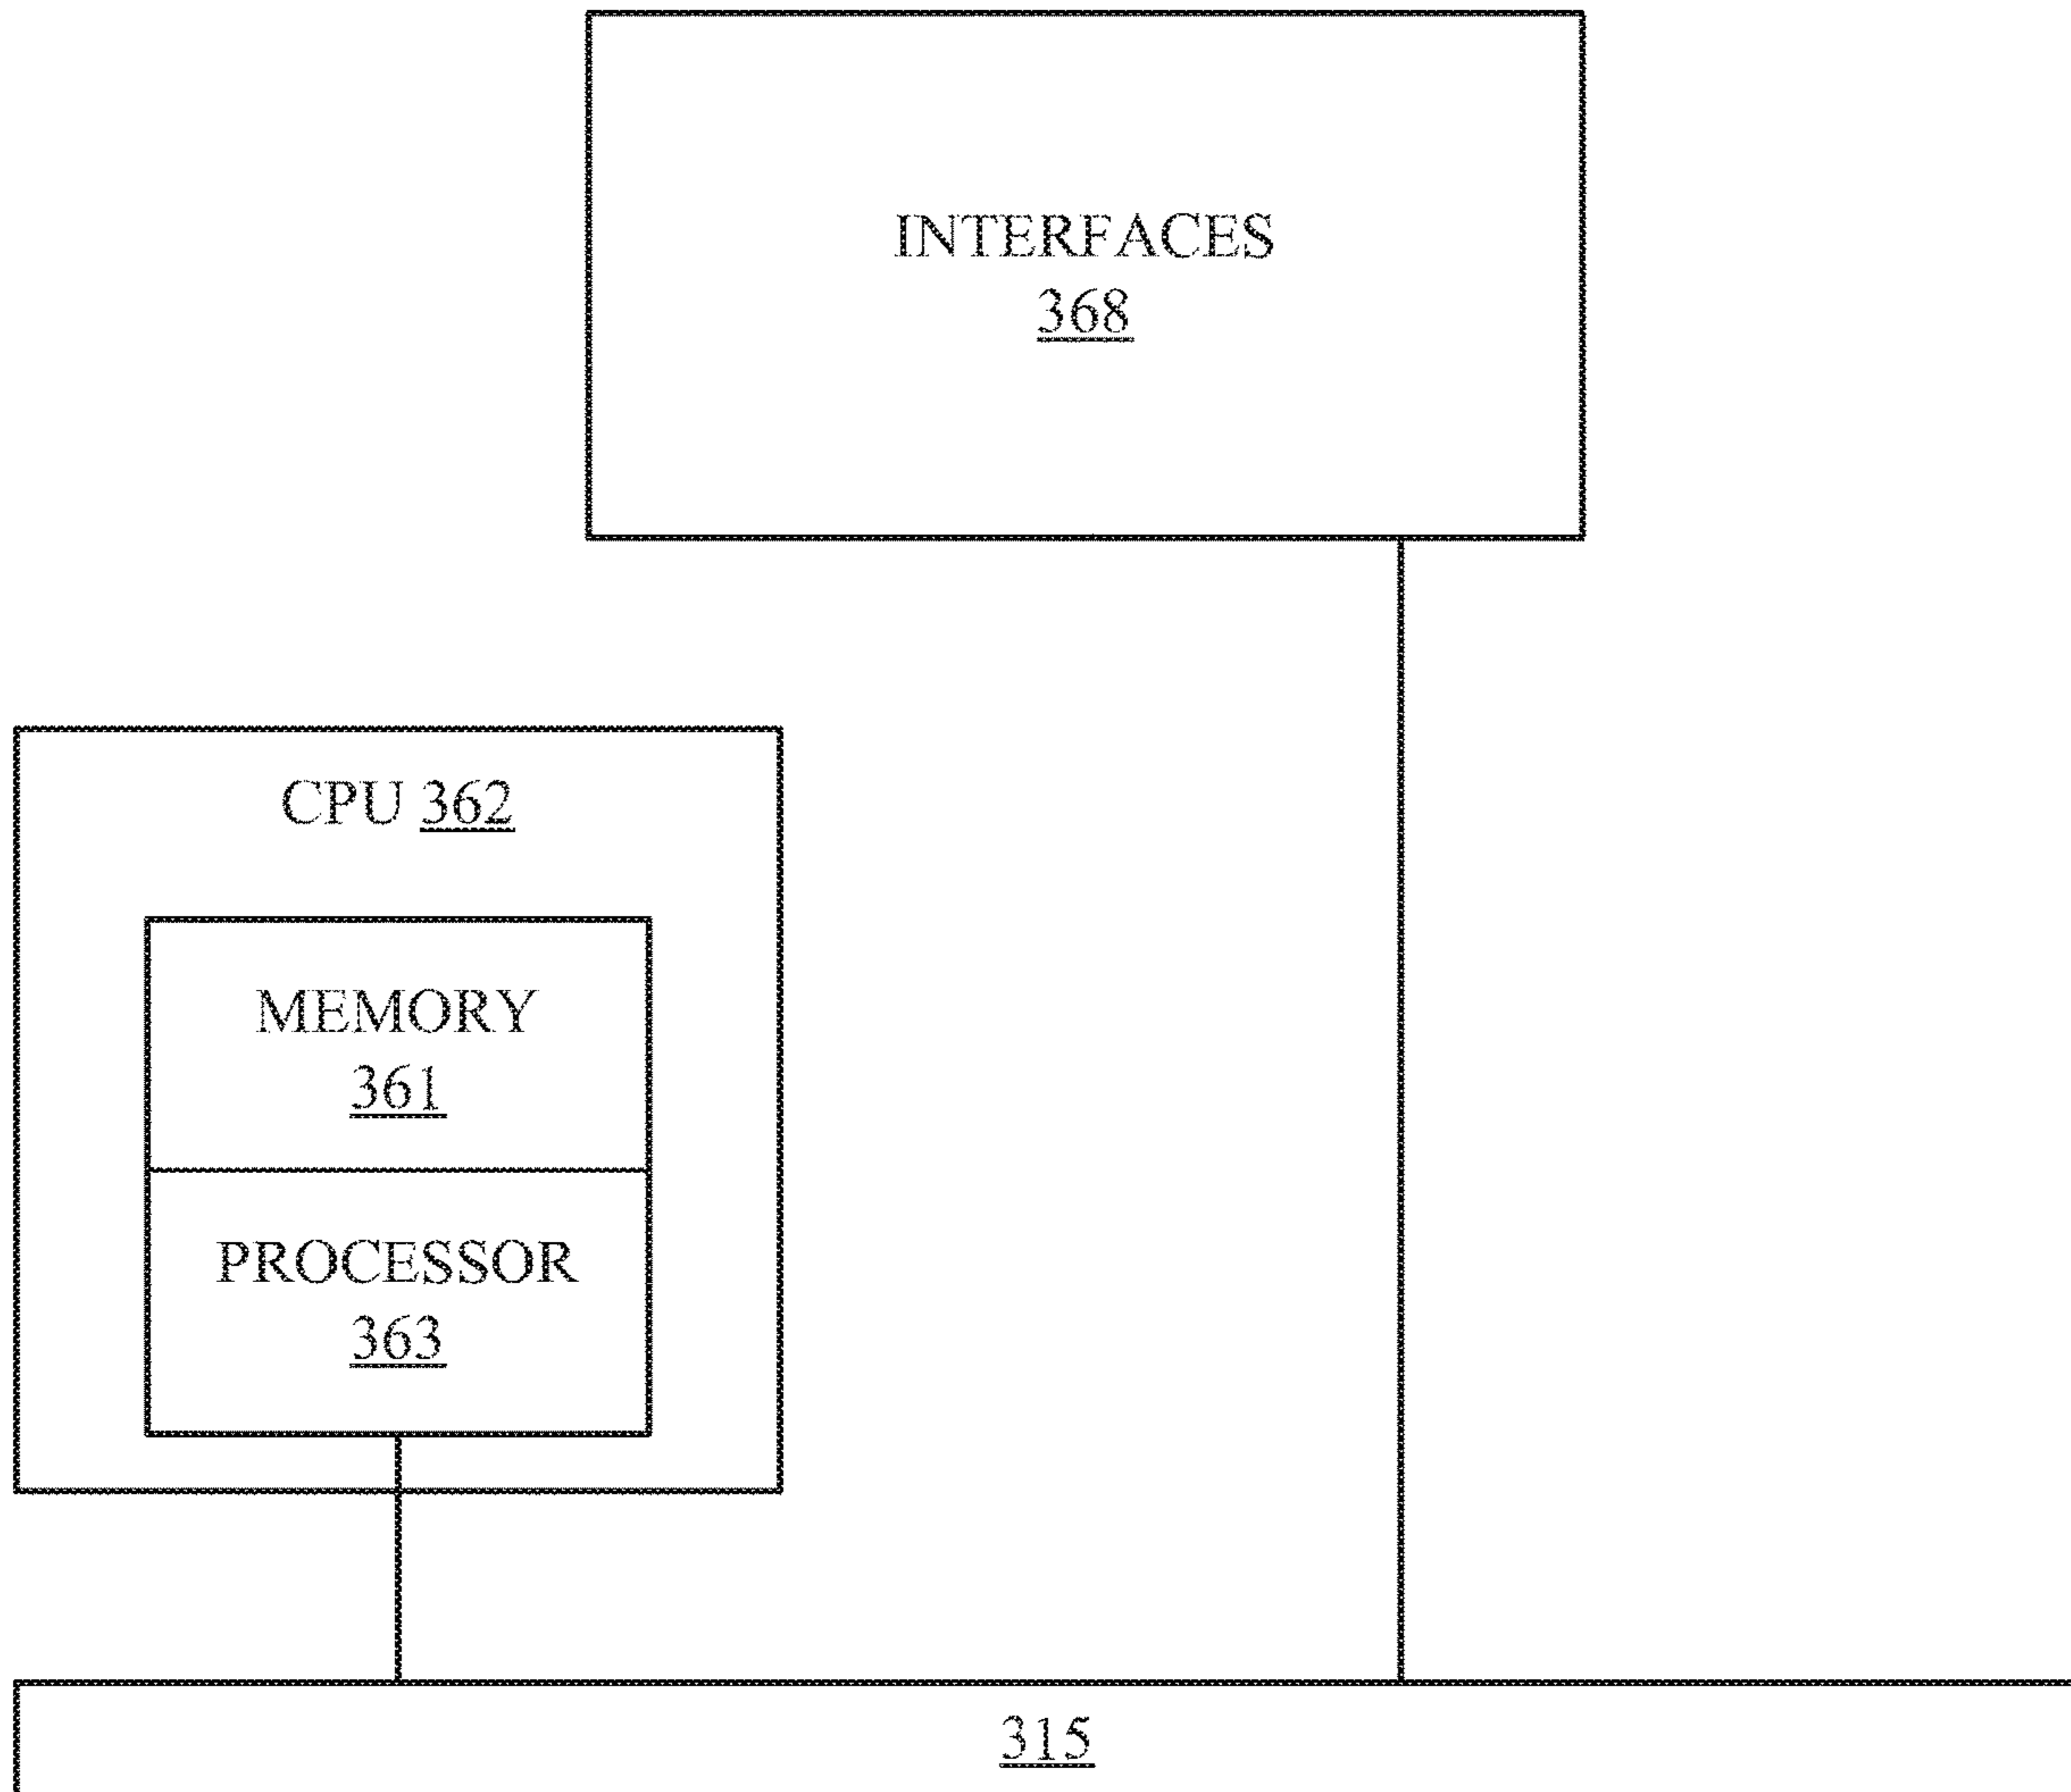 INTERFACES
368
CPU 362
MEMORY
361
PROCESSOR
363
315